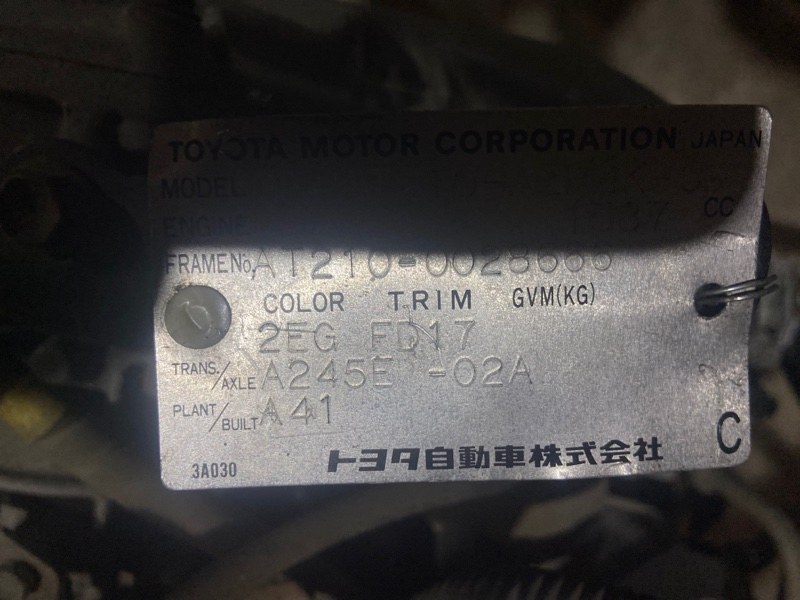 TOYOTA MOTOR CORPORATION JAPAN
MODEL
ENGINE CC
FRAME No. AT210-0028666
COLOR TRIM GVM(KG)
2EG FD17
TRANS./AXLE A245E -02A
PLANT/BUILT A41
C
3A030 トヨタ自動車株式会社